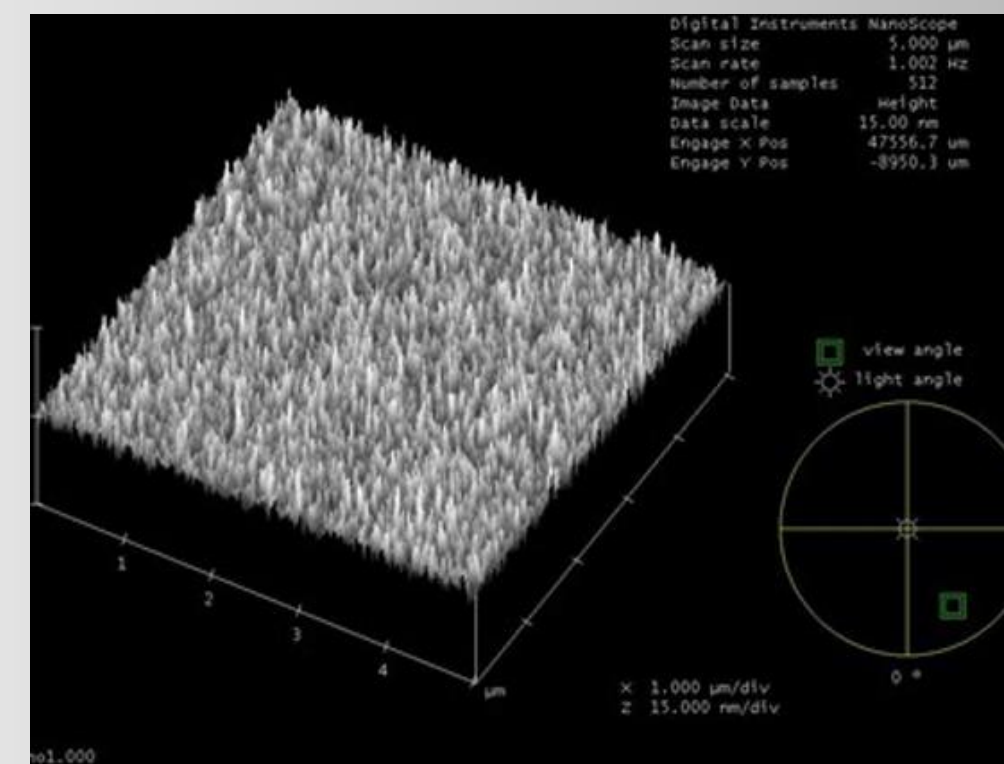 Digital Instruments NanoScope
Scan size 5.000 µm
Scan rate 1.002 Hz
Number of samples 512
Image Data Height
Data scale 15.00 nm
Engage X Pos 47556.7 um
Engage Y Pos -8950.3 um
view angle
light angle
1
2
3
4
µm
X 1.000 µm/div
Z 15.000 nm/div
0 °
no1.000